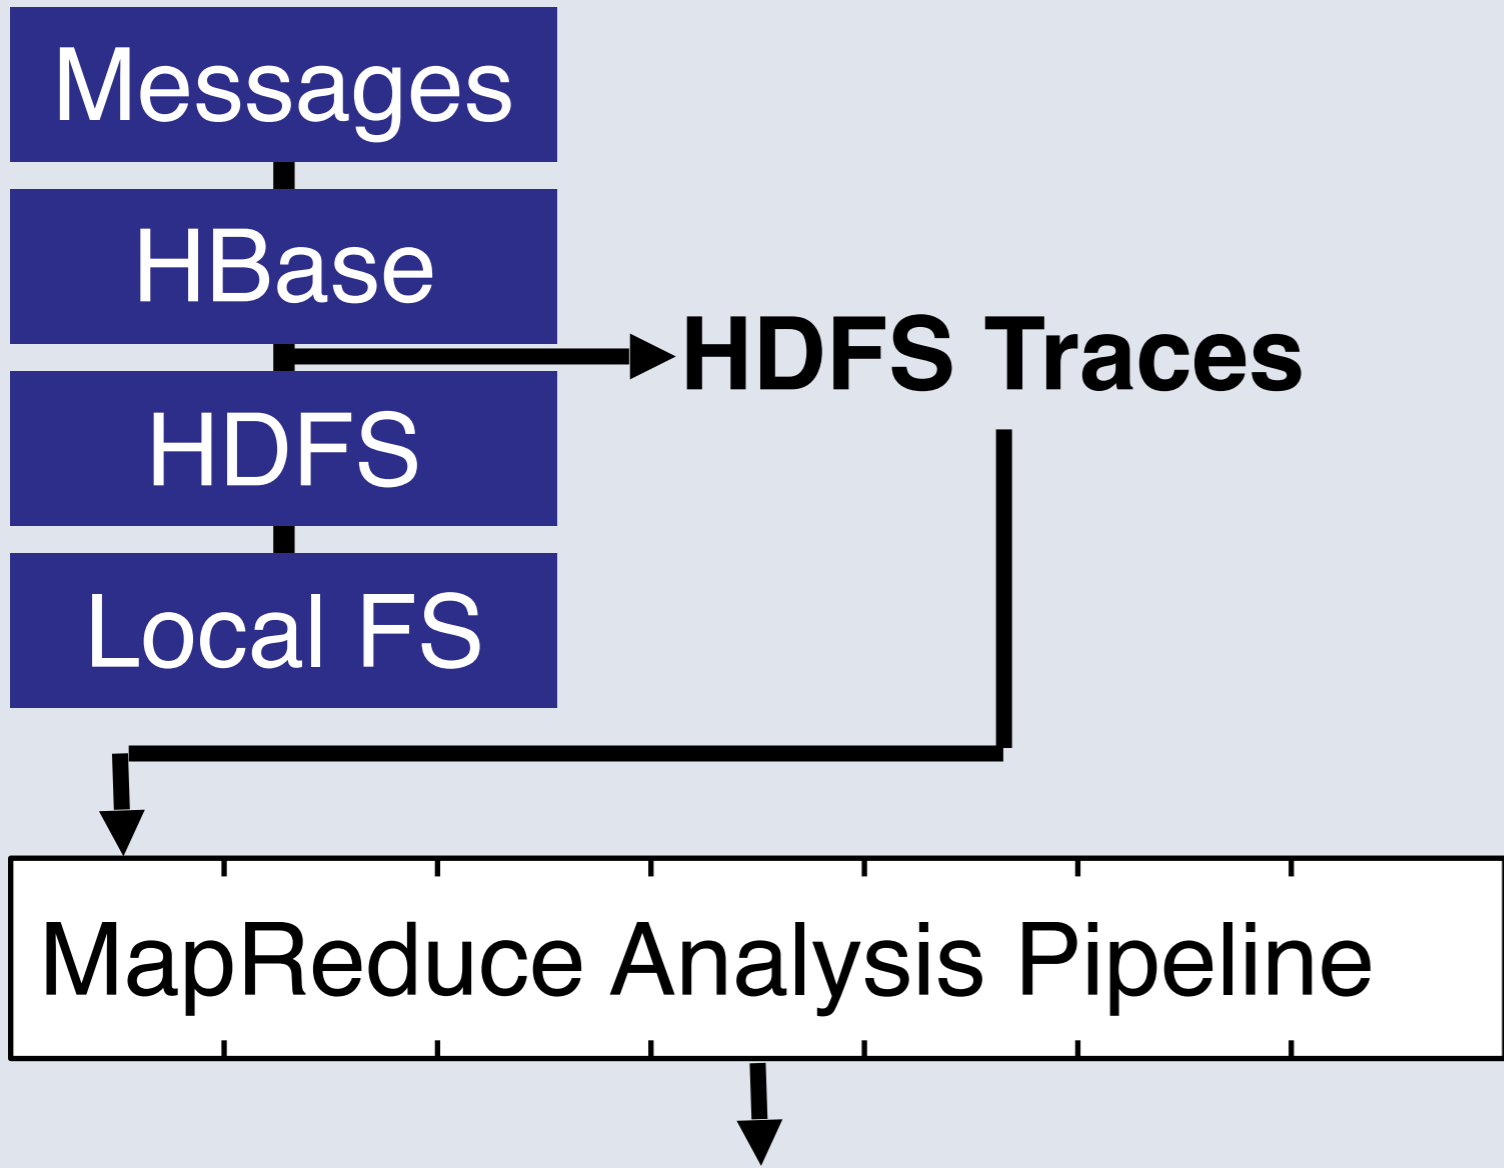 Messages
HBase
HDFS Traces
HDFS
Local FS
MapReduce Analysis Pipeline